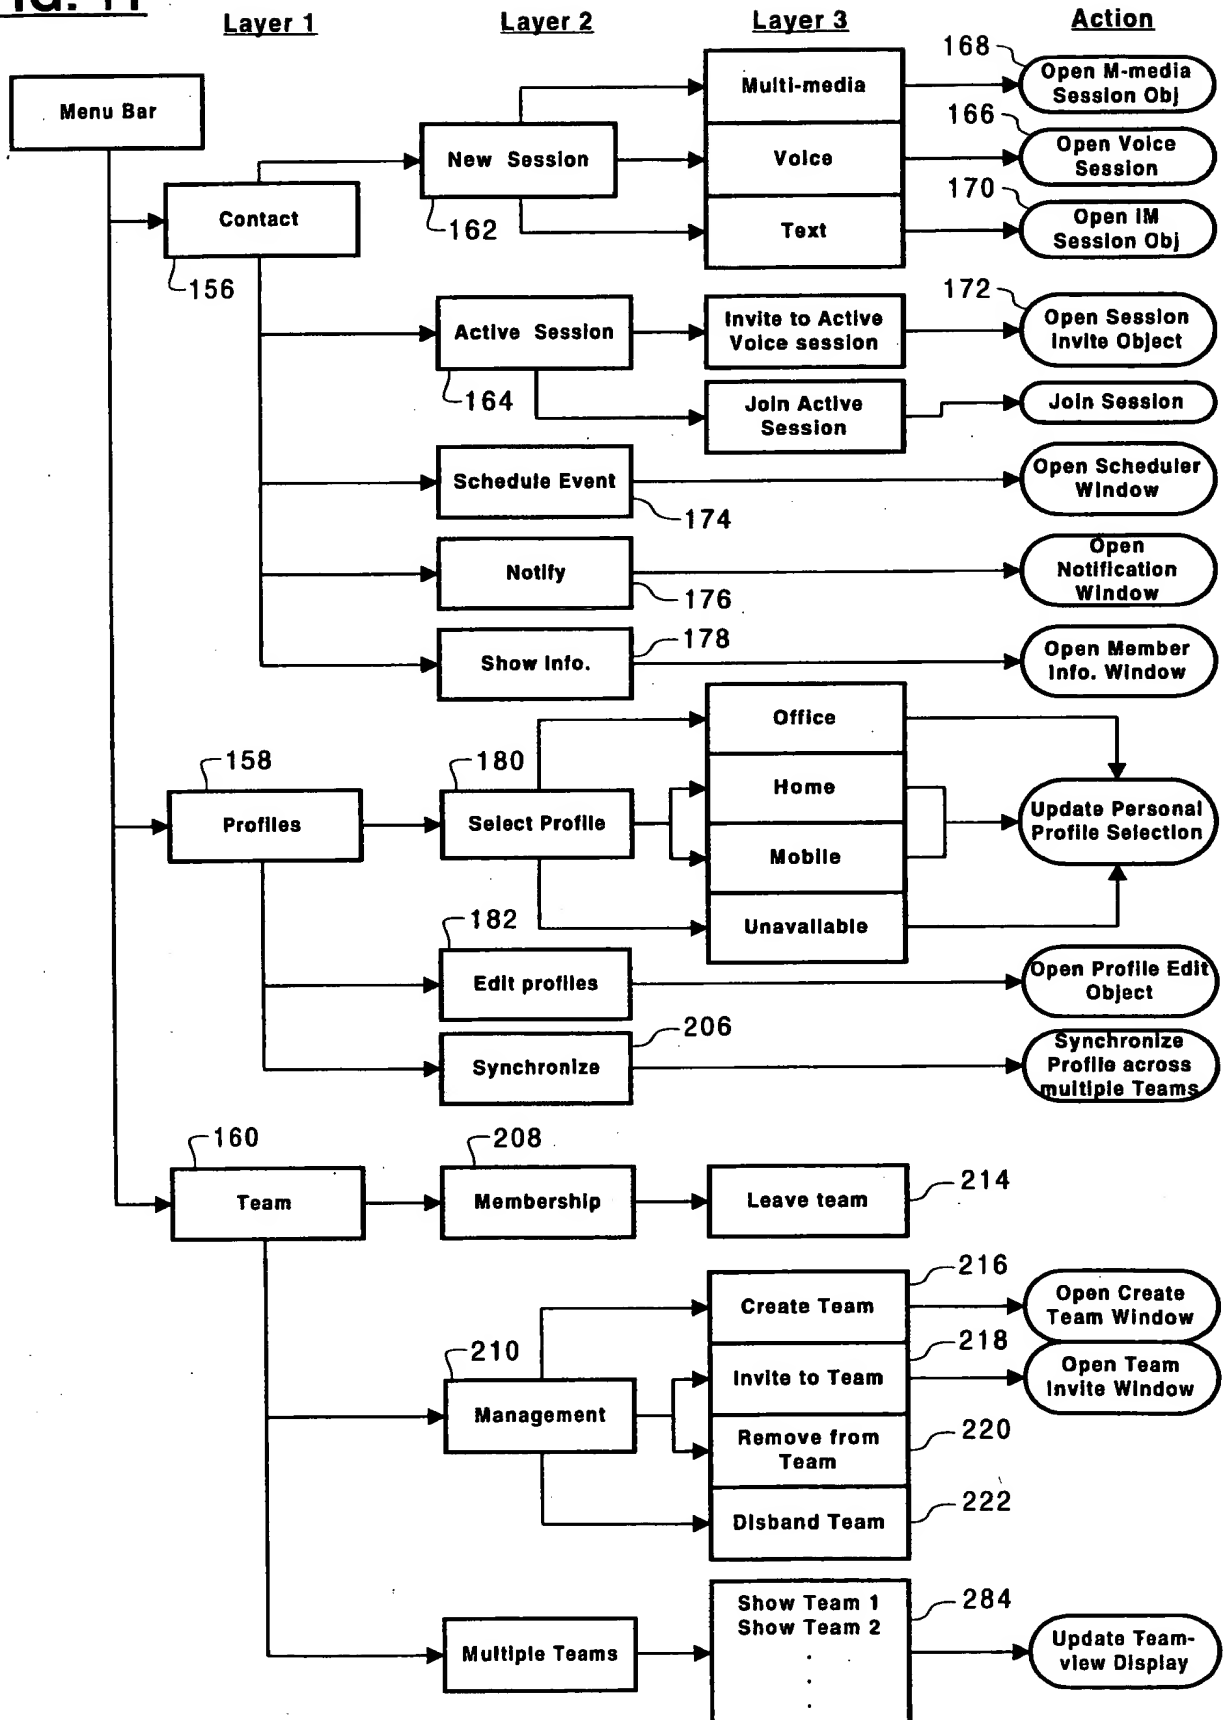 FIG. 11
Layer 1
Layer 2
Layer 3
Action
Menu Bar
Contact
156
New Session
162
Multi-media
Voice
Text
168
Open M-media
Session Obj
166
Open Voice
Session
170
Open IM
Session Obj
Active Session
164
Invite to Active
Voice session
172
Open Session
Invite Object
Join Active
Session
Join Session
Schedule Event
174
Open Scheduler
Window
Notify
176
Open
Notification
Window
Show Info.
178
Open Member
Info. Window
158
Profiles
180
Select Profile
Office
Home
Mobile
Unavailable
Update Personal
Profile Selection
182
Edit profiles
Open Profile Edit
Object
206
Synchronize
Synchronize
Profile across
multiple Teams
160
Team
208
Membership
Leave team
214
210
Management
216
Create Team
Open Create
Team Window
218
Invite to Team
Open Team
Invite Window
Remove from
Team
220
Disband Team
222
Multiple Teams
Show Team 1
Show Team 2
.
.
.
284
Update Team-
view Display